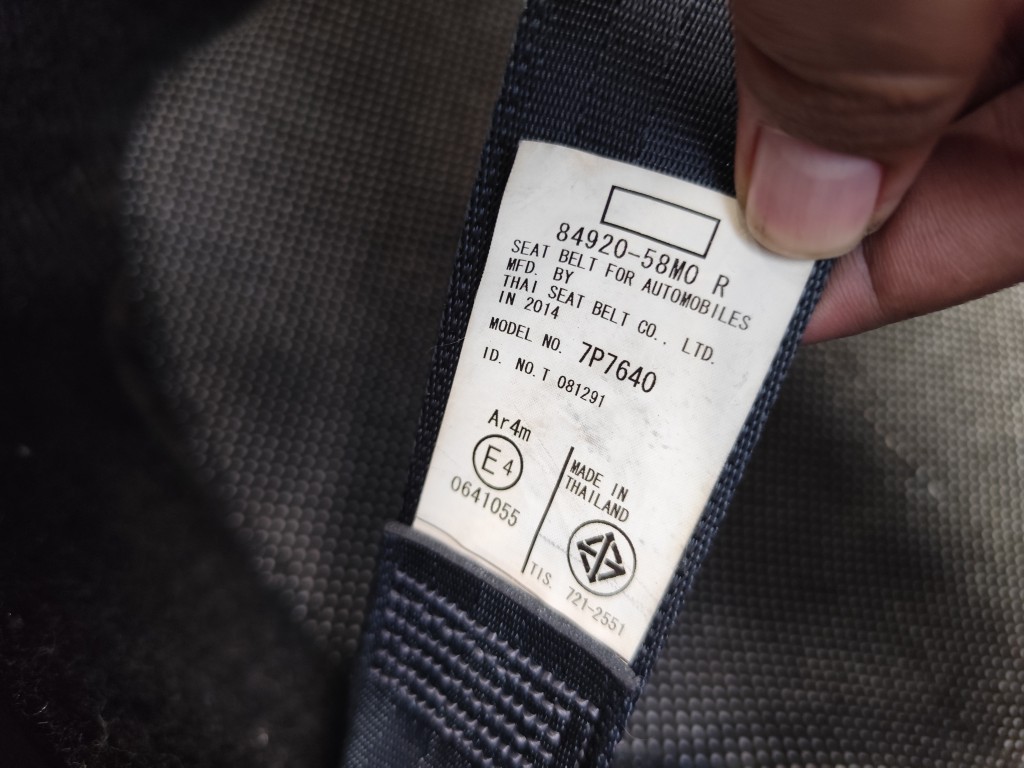 84920-58M0 R
SEAT BELT FOR AUTOMOBILES
MFD. BY
THAI SEAT BELT CO., LTD.
IN 2014
MODEL NO. 7P7640
ID. NO. T 081291
Ar4m
E4
0641055
MADE IN
THAILAND
TIS. 721-2551